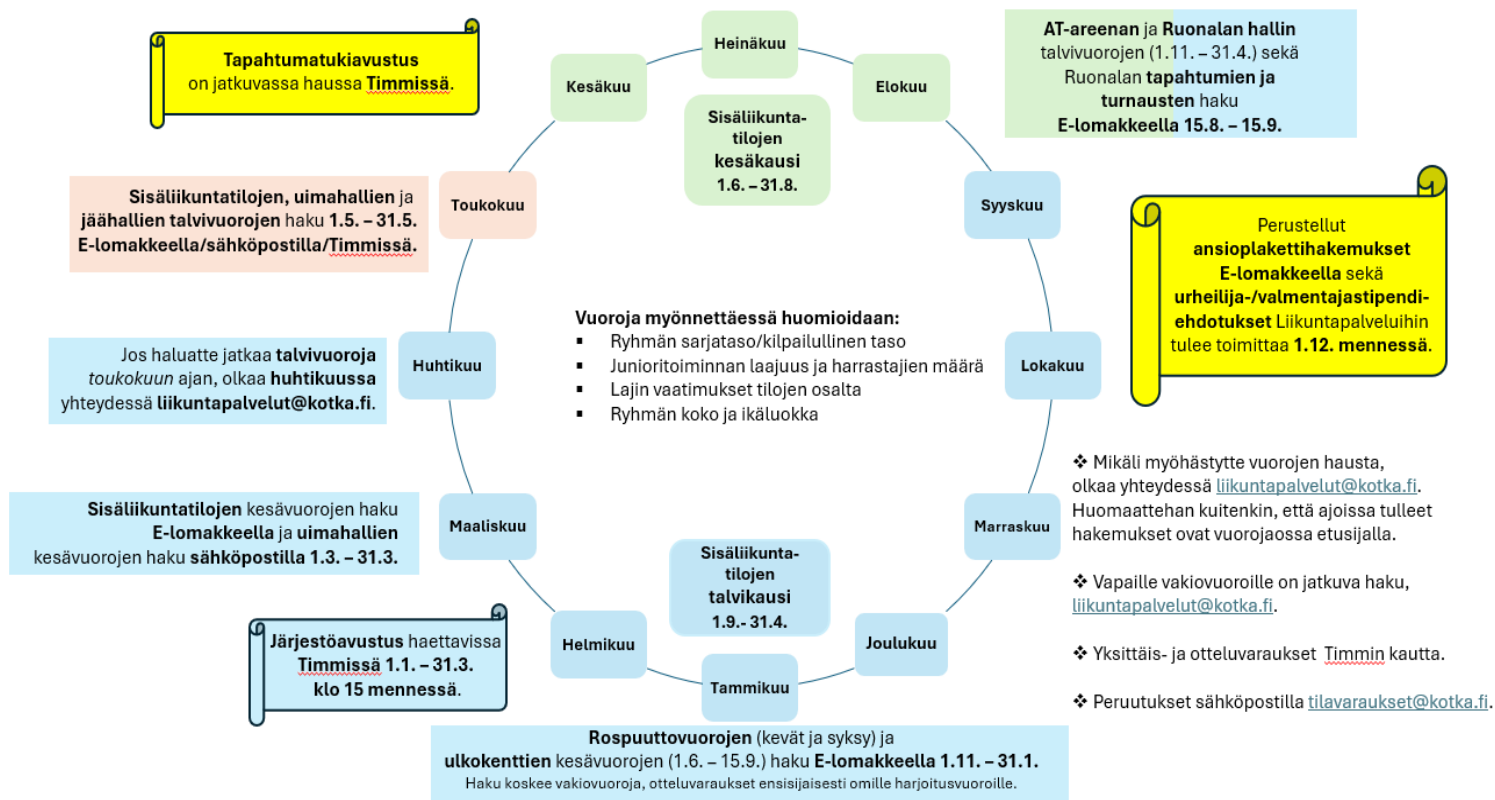 Tapahtumatukiavustus
on jatkuvassa haussa Timmissä.
Heinäkuu
Kesäkuu
Elokuu
Sisäliikunta-
tilojen
kesäkausi
1.6. – 31.8.
AT-areenan ja Ruonalan hallin
talvivuorojen (1.11. – 31.4.) sekä
Ruonalan tapahtumien ja
turnausten haku
E-lomakkeella 15.8. – 15.9.
Sisäliikuntatilojen, uimahallien ja
jäähallien talvivuorojen haku 1.5. – 31.5.
E-lomakkeella/sähköpostilla/Timmissä.
Toukokuu
Syyskuu
Perustellut
ansioplakettihakemukset
E-lomakkeella sekä
urheilija-/valmentajastipendi-
ehdotukset Liikuntapalveluihin
tulee toimittaa 1.12. mennessä.
Vuoroja myönnettäessä huomioidaan:
▪ Ryhmän sarjataso/kilpailullinen taso
▪ Junioritoiminnan laajuus ja harrastajien määrä
▪ Lajin vaatimukset tilojen osalta
▪ Ryhmän koko ja ikäluokka
Jos haluatte jatkaa talvivuoroja
toukokuun ajan, olkaa huhtikuussa
yhteydessä liikuntapalvelut@kotka.fi.
Huhtikuu
Lokakuu
❖ Mikäli myöhästytte vuorojen hausta,
olkaa yhteydessä liikuntapalvelut@kotka.fi.
Huomaattehan kuitenkin, että ajoissa tulleet
hakemukset ovat vuorojaossa etusijalla.
❖ Vapaille vakiovuoroille on jatkuva haku,
liikuntapalvelut@kotka.fi.
❖ Yksittäis- ja otteluvaraukset Timmin kautta.
❖ Peruutukset sähköpostilla tilavaraukset@kotka.fi.
Sisäliikuntatilojen kesävuorojen haku
E-lomakkeella ja uimahallien
kesävuorojen haku sähköpostilla 1.3. – 31.3.
Maaliskuu
Marraskuu
Sisäliikunta-
tilojen
talvikausi
1.9.- 31.4.
Järjestöavustus haettavissa
Timmissä 1.1. – 31.3.
klo 15 mennessä.
Helmikuu
Joulukuu
Tammikuu
Rospuuttovuorojen (kevät ja syksy) ja
ulkokenttien kesävuorojen (1.6. – 15.9.) haku E-lomakkeella 1.11. – 31.1.
Haku koskee vakiovuoroja, otteluvaraukset ensisijaisesti omille harjoitusvuoroille.